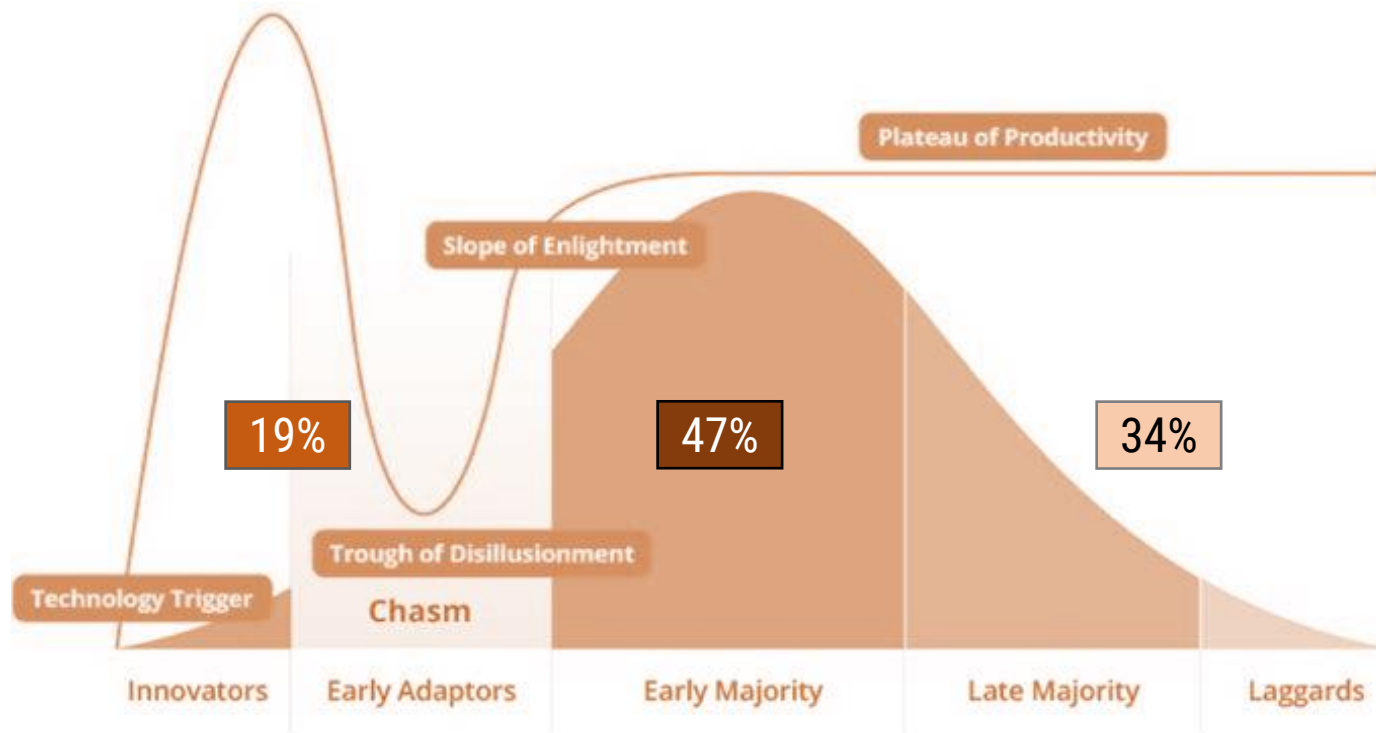 Plateau of Productivity
Slope of Enlightment
19%
47%
34%
Trough of Disillusionment
Technology Trigger
Chasm
Innovators
Early Adaptors
Early Majority
Late Majority
Laggards